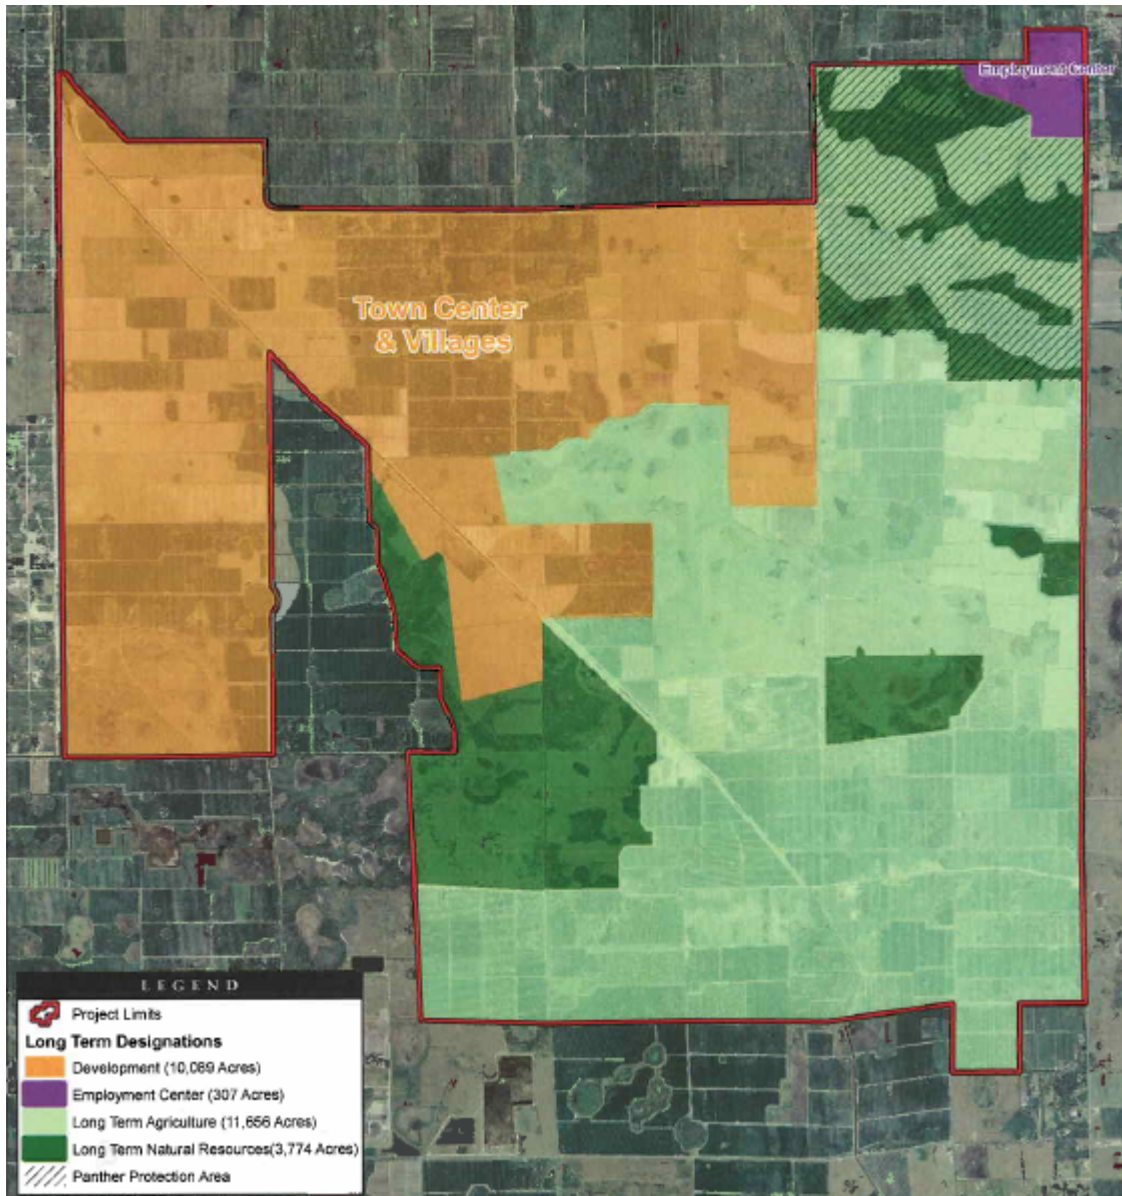 Employment Center
Town Center
& Villages
LEGEND
Project Limits
Long Term Designations
Development (10,089 Acres)
Employment Center (307 Acres)
Long Term Agriculture (11,656 Acres)
Long Term Natural Resources(3,774 Acres)
Panther Protection Area